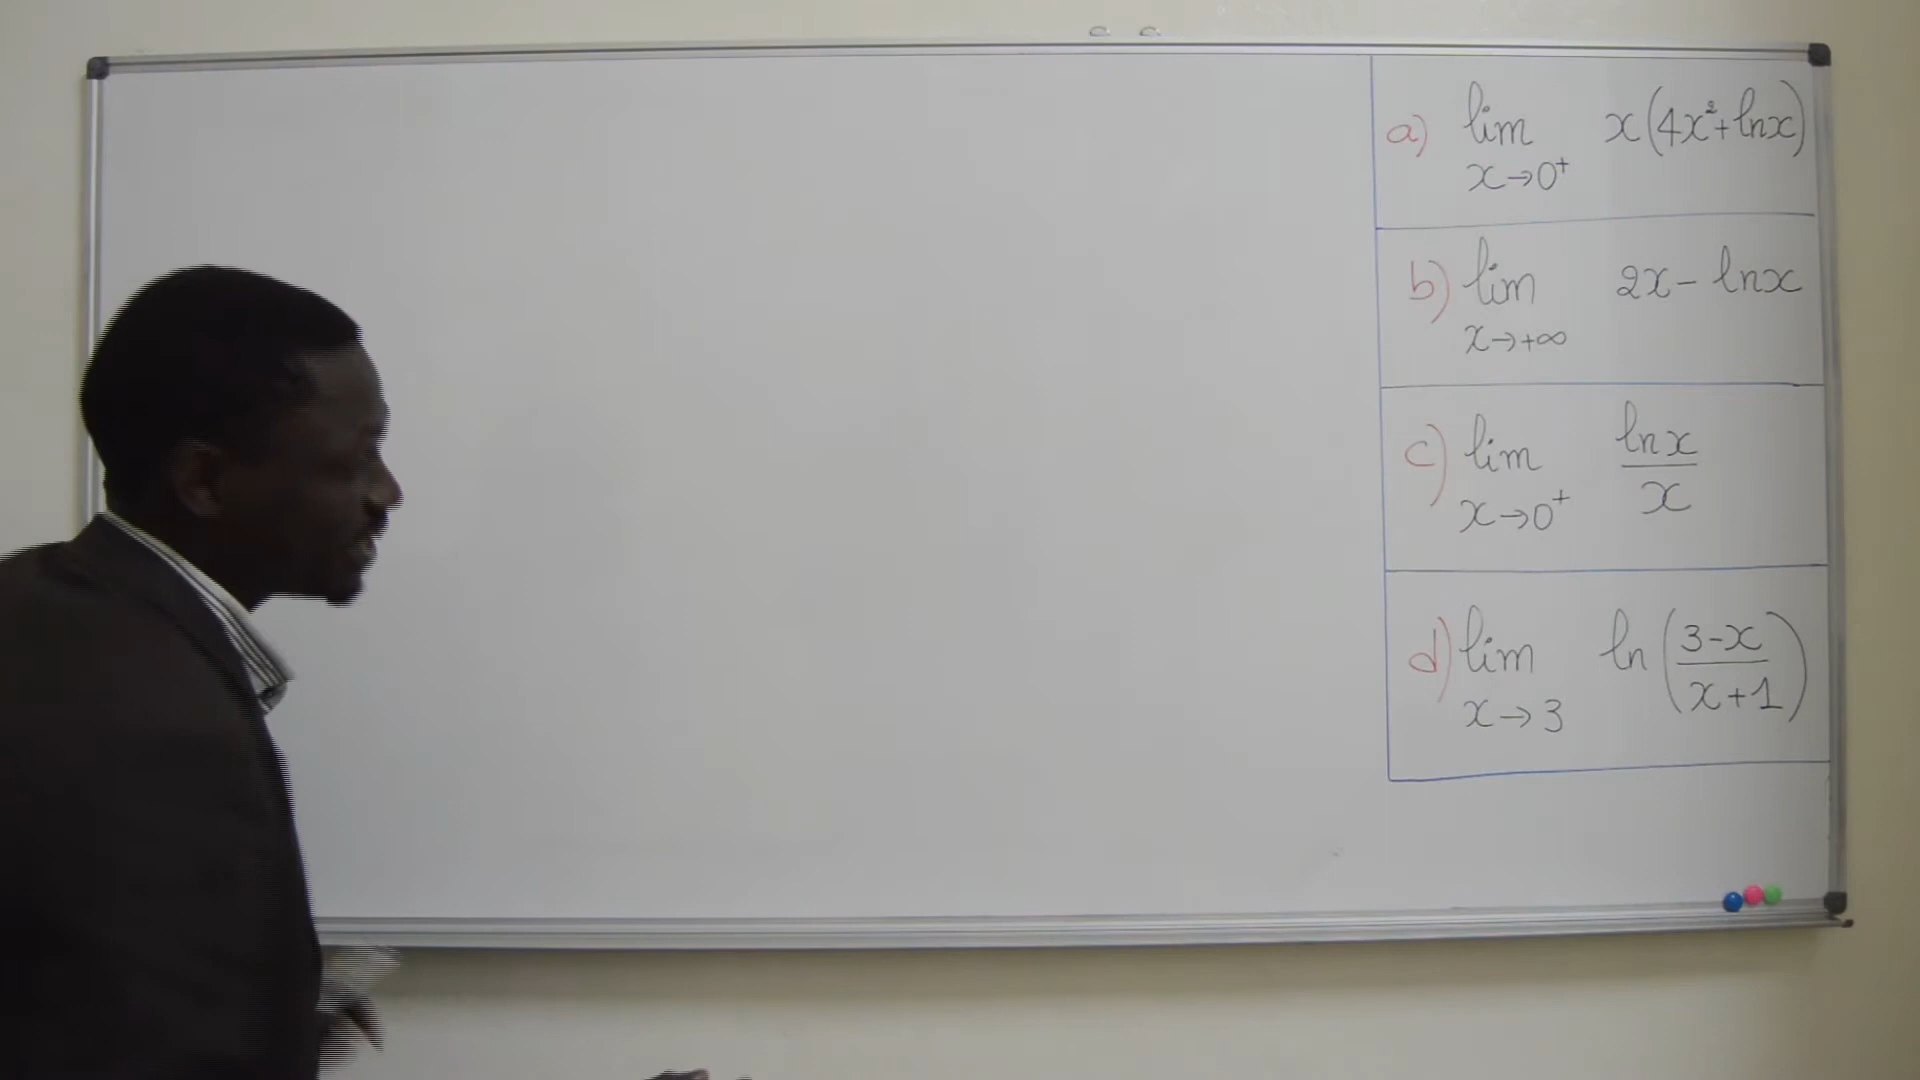 a) lim x(4x²+lnx)
x→0⁺
b) lim 2x-lnx
x→+∞
c) lim lnx/x
x→0⁺
d) lim ln(3-x/x+1)
x→3